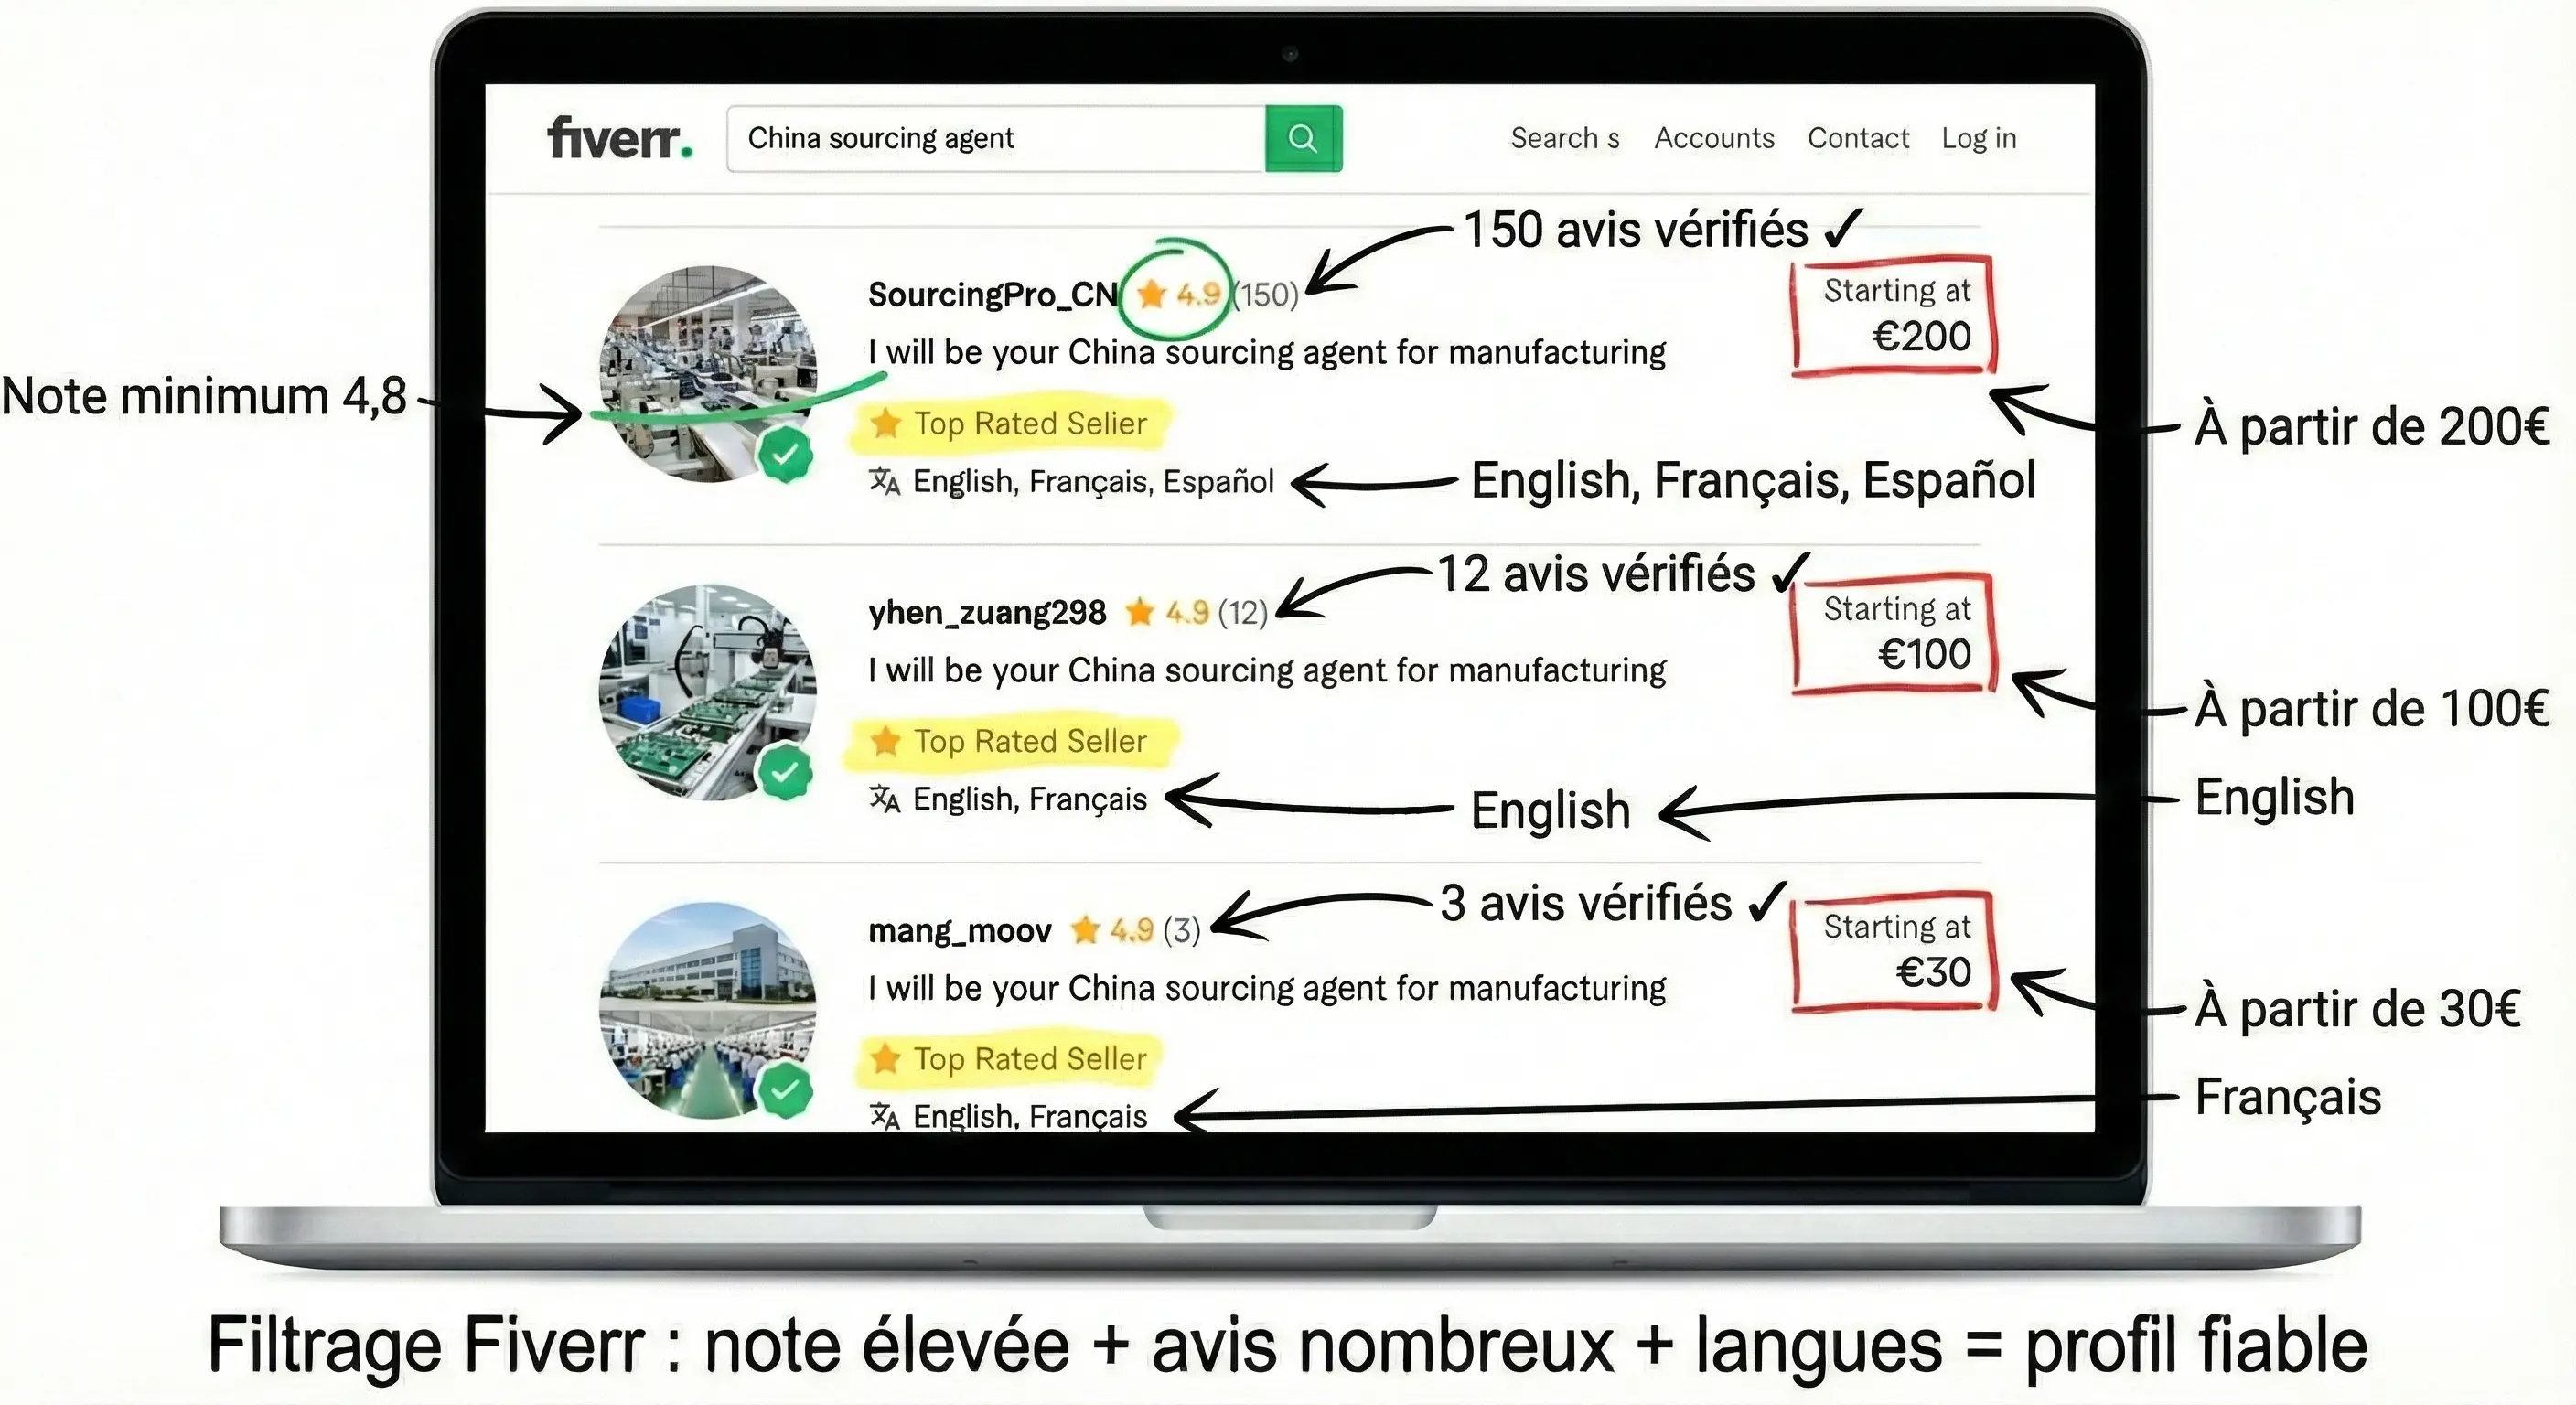 fiverr.
China sourcing agent
Search s Accounts Contact Log in
150 avis vérifiés ✓
SourcingPro_CN ★ 4.9 (150)
Starting at
€200
I will be your China sourcing agent for manufacturing
Note minimum 4,8
Top Rated Selier
À partir de 200€
English, Français, Español
English, Français, Español
12 avis vérifiés ✓
yhen_zuang298 ★ 4.9 (12)
Starting at
€100
I will be your China sourcing agent for manufacturing
À partir de 100€
Top Rated Seller
English, Français
English
English
3 avis vérifiés ✓
mang_moov ★ 4.9 (3)
Starting at
€30
I will be your China sourcing agent for manufacturing
À partir de 30€
Top Rated Seller
English, Français
Français
Filtrage Fiverr : note élevée + avis nombreux + langues = profil fiable